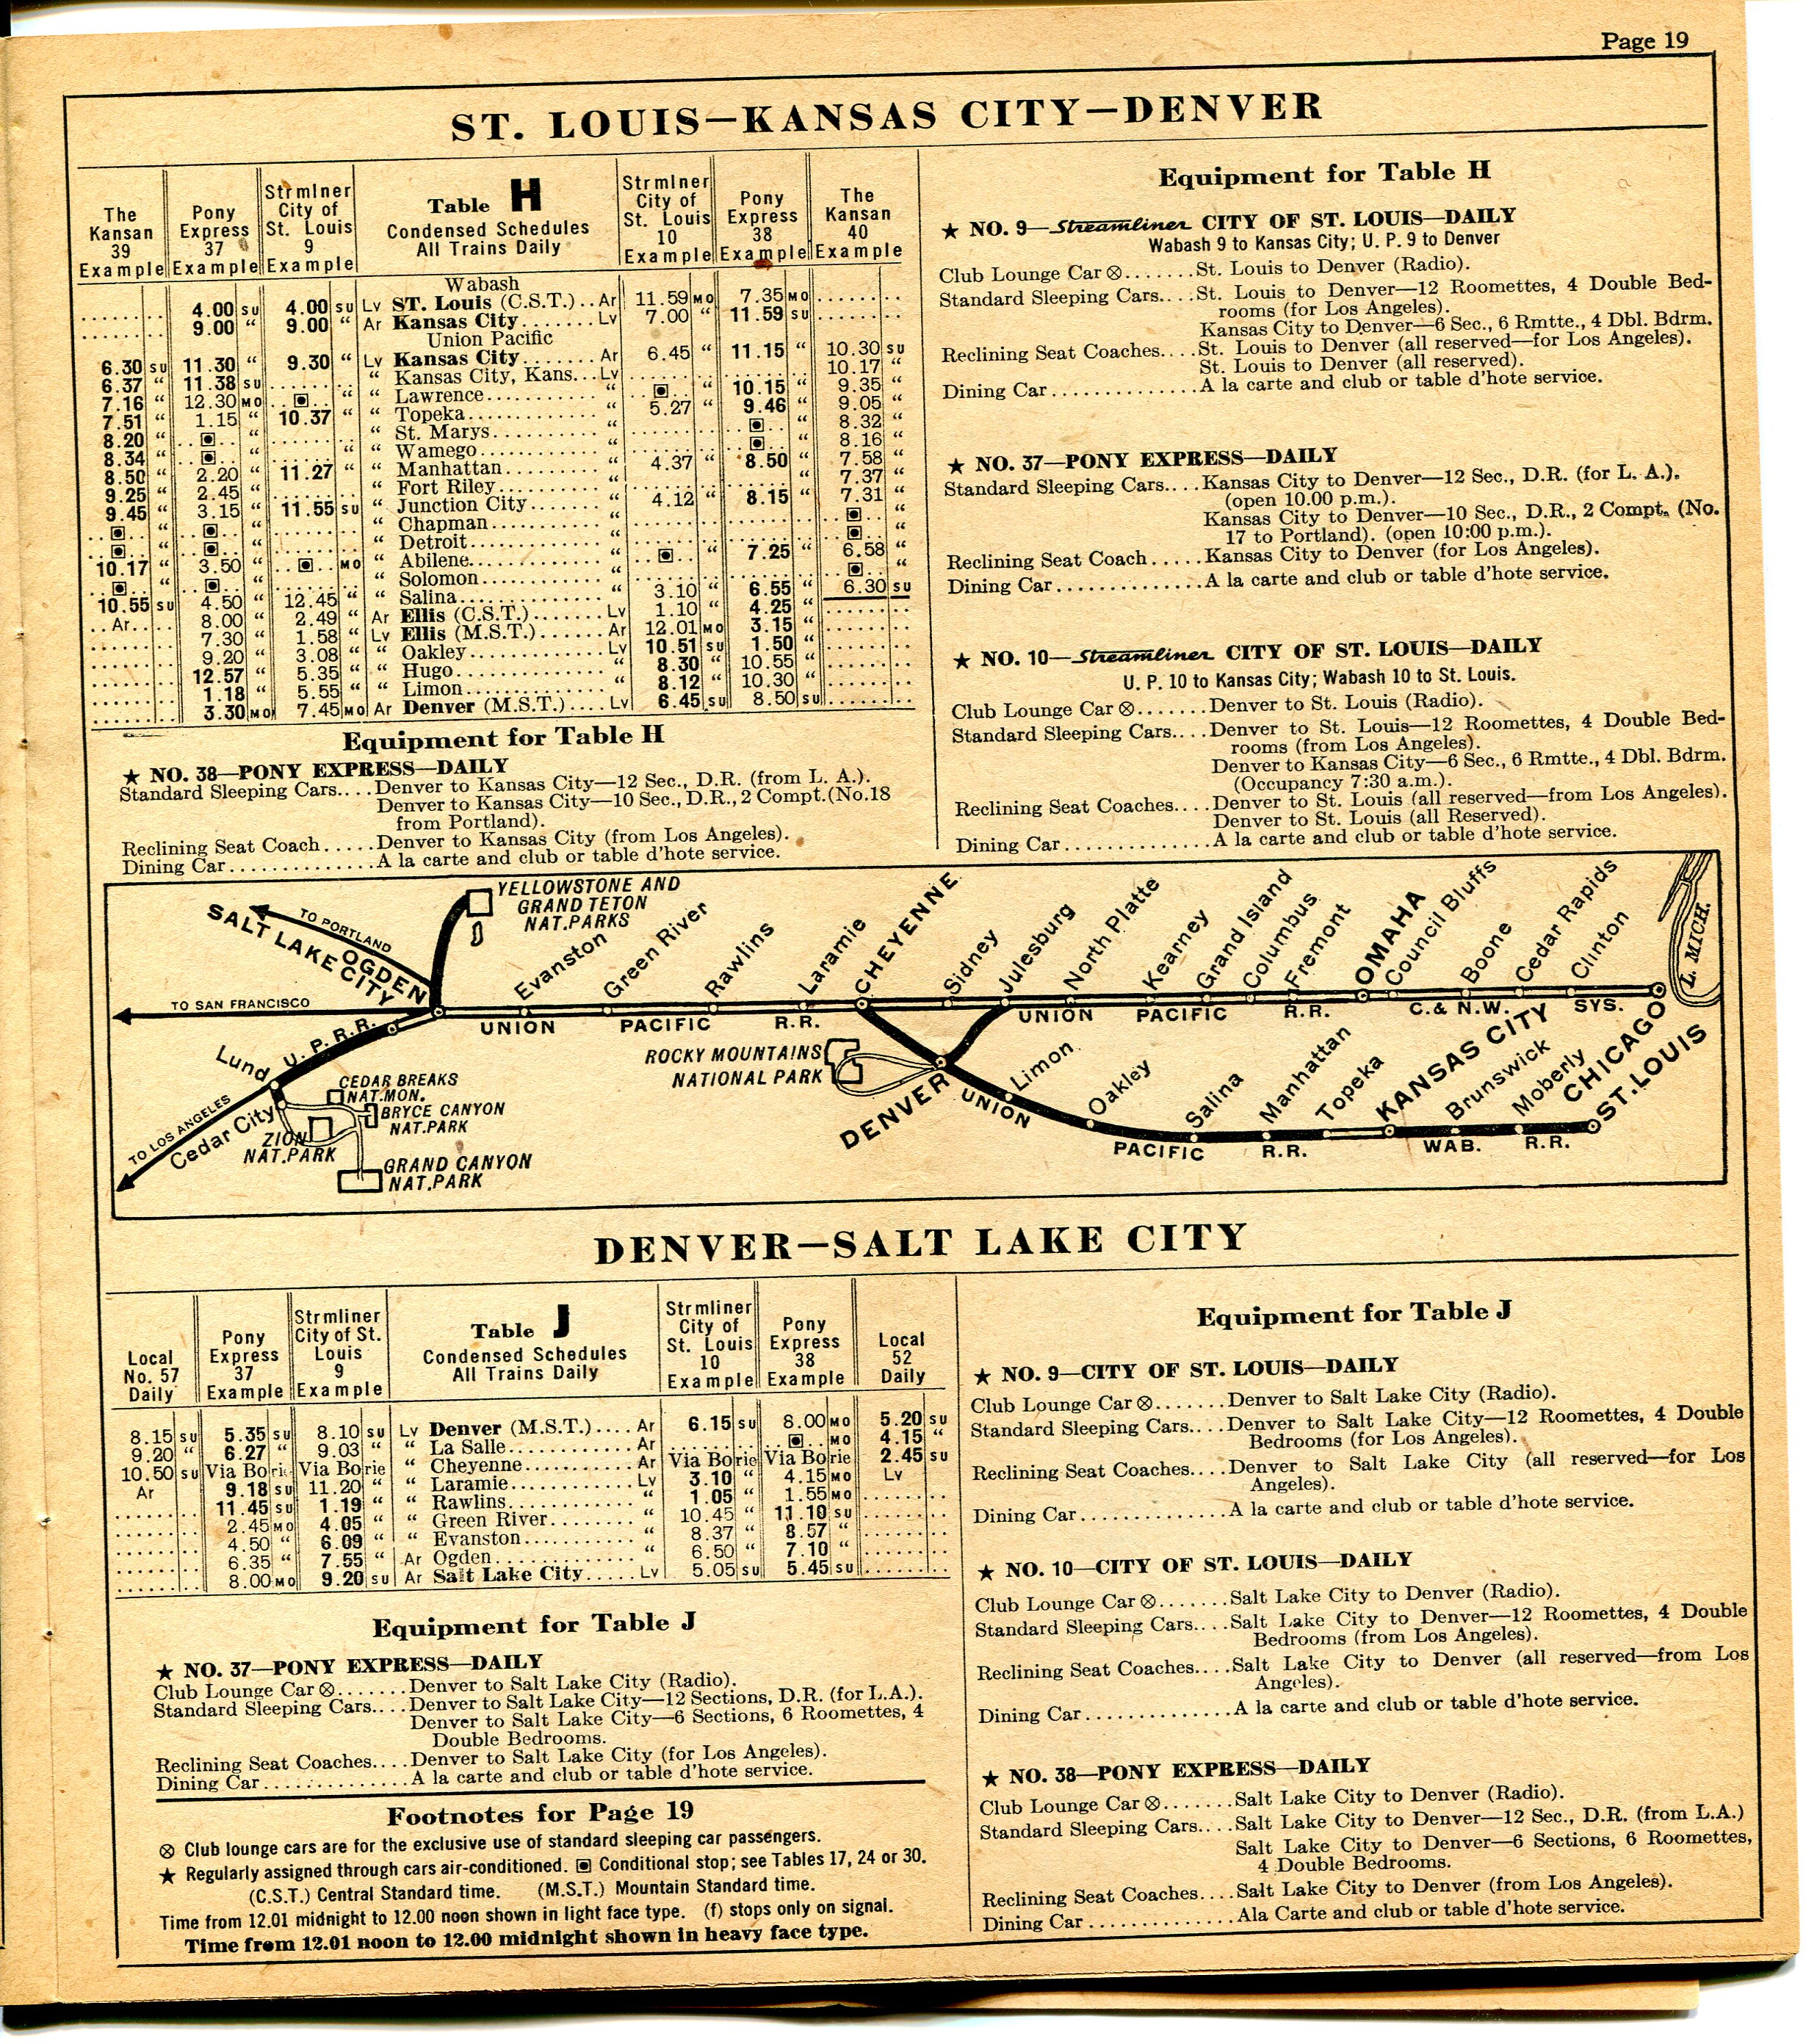 Page 19
ST. LOUIS—KANSAS CITY—DENVER
The Kansan 39 Example
Pony Express 37 Example
Strmlner City of St. Louis 9 Example
Table H
Condensed Schedules
All Trains Daily
Strmlner City of St. Louis 10 Example
Pony Express 38 Example
The Kansan 40 Example
Wabash
........ 4.00 SU 4.00 SU Lv ST. Louis (C.S.T.)..Ar 11.59 MO 7.35 MO ........
........ 9.00 “ 9.00 “ Ar Kansas City.......Lv 7.00 “ 11.59 SU ........
Union Pacific
6.30 SU 11.30 “ 9.30 “ Lv Kansas City.......Ar 6.45 “ 11.15 “ 10.30 SU
6.37 “ 11.38 SU ........ “ Kansas City, Kans...Lv ........ 10.17 “
7.16 “ 12.30 MO ..▣.. “ “ Lawrence............ “ ..▣.. “ 10.15 “ 9.35 “
7.51 “ 1.15 “ 10.37 “ “ Topeka............. “ 5.27 “ 9.46 “ 9.05 “
8.20 “ ..▣.. “ ........ “ St. Marys.......... “ ........ ..▣.. “ 8.32 “
8.34 “ ..▣.. “ ........ “ Wamego............ “ ........ ..▣.. “ 8.16 “
8.50 “ 2.20 “ 11.27 “ “ Manhattan......... “ 4.37 “ 8.50 “ 7.58 “
9.25 “ 2.45 “ ........ “ Fort Riley.......... “ ........ 7.37 “
9.45 “ 3.15 “ 11.55 SU “ Junction City........ “ 4.12 “ 8.15 “ 7.31 “
..▣.. “ ..▣.. “ ........ “ Chapman........... “ ........ ..▣.. “
..▣.. “ ..▣.. “ ........ “ Detroit............. “ ........ ..▣.. “
10.17 “ 3.50 “ ..▣.. MO “ Abilene............. “ ..▣.. “ 7.25 “ 6.58 “
..▣.. “ ..▣.. “ ........ “ Solomon............ “ ........ ..▣.. “
10.55 SU 4.50 “ 12.45 “ “ Salina.............. “ 3.10 “ 6.55 “ 6.30 SU
..Ar.... 8.00 “ 2.49 “ Ar Ellis (C.S.T.)........Lv 1.10 “ 4.25 “ ........
........ 7.30 “ 1.58 “ Lv Ellis (M.S.T.).......Ar 12.01 MO 3.15 “ ........
........ 9.20 “ 3.08 “ “ Oakley..............Lv 10.51 SU 1.50 “ ........
........ 12.57 “ 5.35 “ “ Hugo............... “ 8.30 “ 10.55 “ ........
........ 1.18 “ 5.55 “ “ Limon.............. “ 8.12 “ 10.30 “ ........
........ 3.30 MO 7.45 MO Ar Denver (M.S.T.)....Lv 6.45 SU 8.50 SU ........
Equipment for Table H
★ NO. 38—PONY EXPRESS—DAILY
Standard Sleeping Cars....Denver to Kansas City—12 Sec., D.R. (from L. A.).
Denver to Kansas City—10 Sec., D.R., 2 Compt.(No.18
from Portland).
Reclining Seat Coach.....Denver to Kansas City (from Los Angeles).
Dining Car..............A la carte and club or table d'hote service.
Equipment for Table H
★ NO. 9—Streamliner CITY OF ST. LOUIS—DAILY
Wabash 9 to Kansas City; U. P. 9 to Denver
Club Lounge Car ⊗.......St. Louis to Denver (Radio).
Standard Sleeping Cars....St. Louis to Denver—12 Roomettes, 4 Double Bed-
rooms (for Los Angeles).
Kansas City to Denver—6 Sec., 6 Rmtte., 4 Dbl. Bdrm.
Reclining Seat Coaches....St. Louis to Denver (all reserved—for Los Angeles).
St. Louis to Denver (all reserved).
Dining Car..............A la carte and club or table d'hote service.
★ NO. 37—PONY EXPRESS—DAILY
Standard Sleeping Cars....Kansas City to Denver—12 Sec., D.R. (for L. A.).
(open 10.00 p.m.).
Kansas City to Denver—10 Sec., D.R., 2 Compt. (No.
17 to Portland). (open 10:00 p.m.).
Reclining Seat Coach.....Kansas City to Denver (for Los Angeles).
Dining Car..............A la carte and club or table d'hote service.
★ NO. 10—Streamliner CITY OF ST. LOUIS—DAILY
U. P. 10 to Kansas City; Wabash 10 to St. Louis.
Club Lounge Car ⊗.......Denver to St. Louis (Radio).
Standard Sleeping Cars....Denver to St. Louis—12 Roomettes, 4 Double Bed-
rooms (from Los Angeles).
Denver to Kansas City—6 Sec., 6 Rmtte., 4 Dbl. Bdrm.
(Occupancy 7:30 a.m.).
Reclining Seat Coaches....Denver to St. Louis (all reserved—from Los Angeles).
Denver to St. Louis (all Reserved).
Dining Car..............A la carte and club or table d'hote service.
YELLOWSTONE AND
GRAND TETON
NAT. PARKS
TO PORTLAND
SALT LAKE CITY
OGDEN
TO SAN FRANCISCO
Evanston
Green River
Rawlins
Laramie
CHEYENNE
Sidney
Julesburg
North Platte
Kearney
Grand Island
Columbus
Fremont
OMAHA
Council Bluffs
Boone
Cedar Rapids
Clinton
L. MICH.
UNION PACIFIC R.R.
UNION PACIFIC R.R.
C. & N.W. SYS.
CHICAGO
U. P. R.R.
Lund
Cedar City
TO LOS ANGELES
CEDAR BREAKS
NAT. MON.
BRYCE CANYON
NAT. PARK
ZION
NAT. PARK
GRAND CANYON
NAT. PARK
ROCKY MOUNTAINS
NATIONAL PARK
DENVER
Limon
Oakley
Salina
Manhattan
Topeka
KANSAS CITY
Brunswick
Moberly
ST. LOUIS
UNION PACIFIC R.R.
WAB. R.R.
DENVER—SALT LAKE CITY
Local No. 57 Daily
Pony Express 37 Example
Strmliner City of St. Louis 9 Example
Table J
Condensed Schedules
All Trains Daily
Strmliner City of St. Louis 10 Example
Pony Express 38 Example
Local 52 Daily
8.15 SU 5.35 SU 8.10 SU Lv Denver (M.S.T.)....Ar 6.15 SU 8.00 MO 5.20 SU
9.20 “ 6.27 “ 9.03 “ “ La Salle............Ar ........ ..▣.. MO 4.15 “
10.50 SU Via Borie Via Borie “ Cheyenne...........Ar Via Borie Via Borie 2.45 SU
Ar 9.18 SU 11.20 “ “ Laramie............Lv 3.10 “ 4.15 MO Lv
........ 11.45 SU 1.19 “ “ Rawlins............ “ 1.05 “ 1.55 MO ........
........ 2.45 MO 4.05 “ “ Green River......... “ 10.45 “ 11.10 SU ........
........ 4.50 “ 6.09 “ “ Evanston........... “ 8.37 “ 8.57 “ ........
........ 6.35 “ 7.55 “ Ar Ogden.............. “ 6.50 “ 7.10 “ ........
........ 8.00 MO 9.20 SU Ar Salt Lake City.....Lv 5.05 SU 5.45 SU ........
Equipment for Table J
★ NO. 37—PONY EXPRESS—DAILY
Club Lounge Car ⊗.......Denver to Salt Lake City (Radio).
Standard Sleeping Cars....Denver to Salt Lake City—12 Sections, D.R. (for L.A.).
Denver to Salt Lake City—6 Sections, 6 Roomettes, 4
Double Bedrooms.
Reclining Seat Coaches....Denver to Salt Lake City (for Los Angeles).
Dining Car..............A la carte and club or table d'hote service.
Footnotes for Page 19
⊗ Club lounge cars are for the exclusive use of standard sleeping car passengers.
★ Regularly assigned through cars air-conditioned. ▣ Conditional stop; see Tables 17, 24 or 30.
(C.S.T.) Central Standard time. (M.S.T.) Mountain Standard time.
Time from 12.01 midnight to 12.00 noon shown in light face type. (f) stops only on signal.
Time from 12.01 noon to 12.00 midnight shown in heavy face type.
Equipment for Table J
★ NO. 9—CITY OF ST. LOUIS—DAILY
Club Lounge Car ⊗.......Denver to Salt Lake City (Radio).
Standard Sleeping Cars....Denver to Salt Lake City—12 Roomettes, 4 Double
Bedrooms (for Los Angeles).
Reclining Seat Coaches....Denver to Salt Lake City (all reserved—for Los
Angeles).
Dining Car..............A la carte and club or table d'hote service.
★ NO. 10—CITY OF ST. LOUIS—DAILY
Club Lounge Car ⊗.......Salt Lake City to Denver (Radio).
Standard Sleeping Cars....Salt Lake City to Denver—12 Roomettes, 4 Double
Bedrooms (from Los Angeles).
Reclining Seat Coaches....Salt Lake City to Denver (all reserved—from Los
Angeles).
Dining Car..............A la carte and club or table d'hote service.
★ NO. 38—PONY EXPRESS—DAILY
Club Lounge Car ⊗.......Salt Lake City to Denver (Radio).
Standard Sleeping Cars....Salt Lake City to Denver—12 Sec., D.R. (from L.A.)
Salt Lake City to Denver—6 Sections, 6 Roomettes,
4 Double Bedrooms.
Reclining Seat Coaches....Salt Lake City to Denver (from Los Angeles).
Dining Car..............Ala Carte and club or table d'hote service.